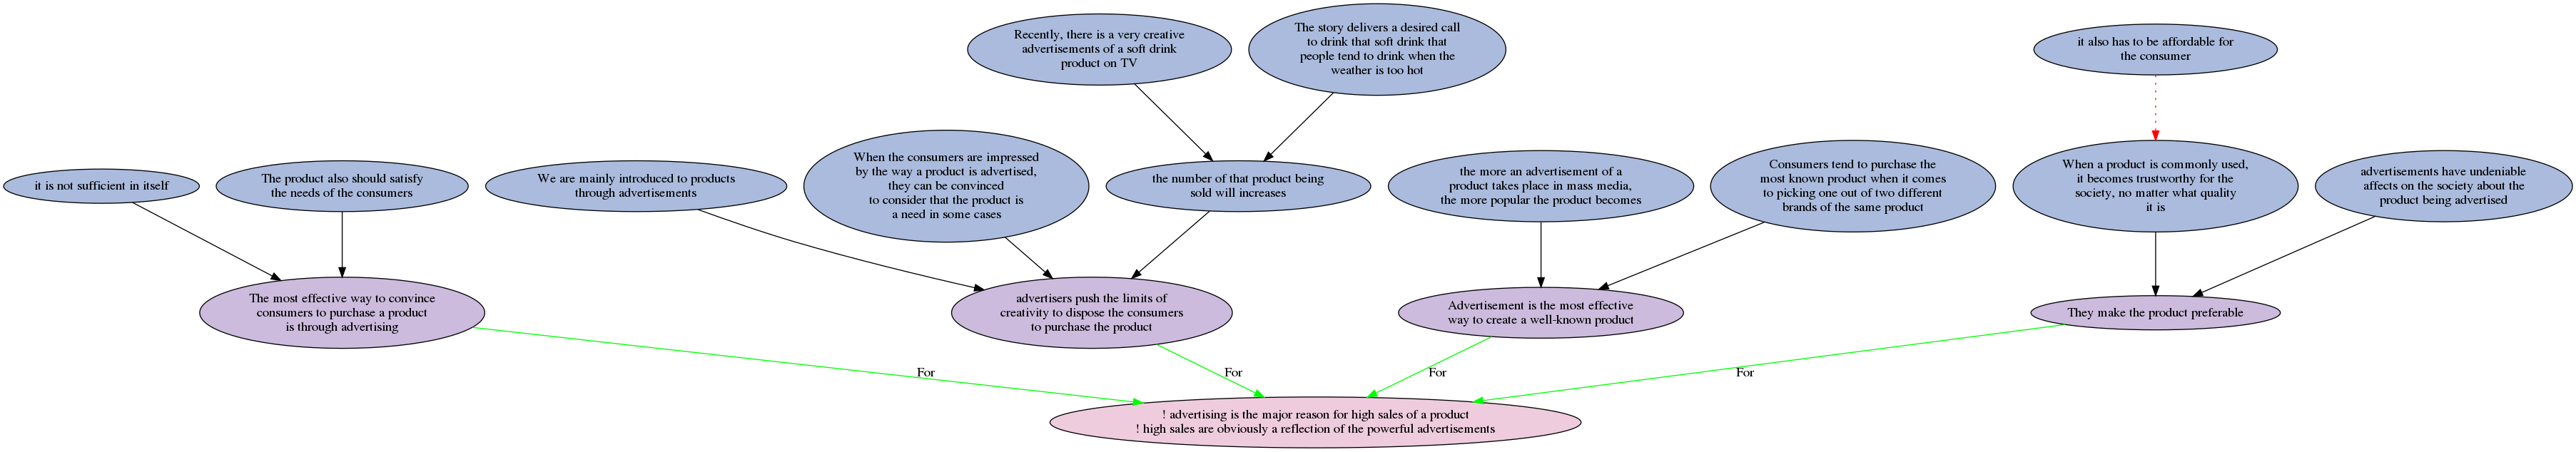 Recently, there is a very creative
advertisements of a soft drink
product on TV
The story delivers a desired call
to drink that soft drink that
people tend to drink when the
weather is too hot
it also has to be affordable for
the consumer
it is not sufficient in itself
The product also should satisfy
the needs of the consumers
We are mainly introduced to products
through advertisements
When the consumers are impressed
by the way a product is advertised,
they can be convinced
to consider that the product is
a need in some cases
the number of that product being
sold will increases
the more an advertisement of a
product takes place in mass media,
the more popular the product becomes
Consumers tend to purchase the
most known product when it comes
to picking one out of two different
brands of the same product
When a product is commonly used,
it becomes trustworthy for the
society, no matter what quality
it is
advertisements have undeniable
affects on the society about the
product being advertised
The most effective way to convince
consumers to purchase a product
is through advertising
advertisers push the limits of
creativity to dispose the consumers
to purchase the product
Advertisement is the most effective
way to create a well-known product
They make the product preferable
For
For
For
For
! advertising is the major reason for high sales of a product
! high sales are obviously a reflection of the powerful advertisements